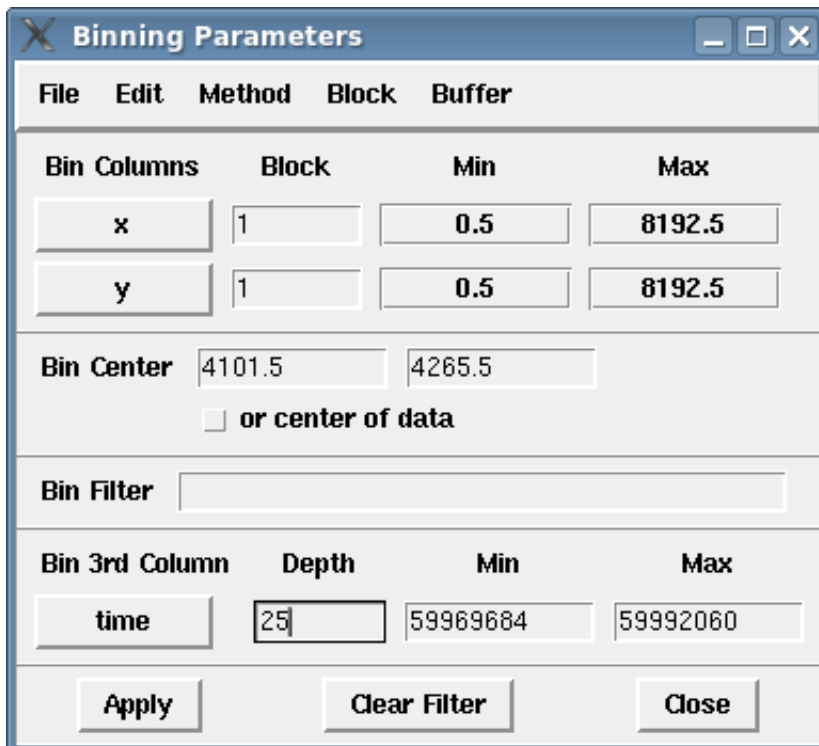 Binning Parameters
File Edit Method Block Buffer
Bin Columns Block Min Max
x 1 0.5 8192.5
y 1 0.5 8192.5
Bin Center 4101.5 4265.5
or center of data
Bin Filter
Bin 3rd Column Depth Min Max
time 25 59969684 59992060
Apply Clear Filter Close